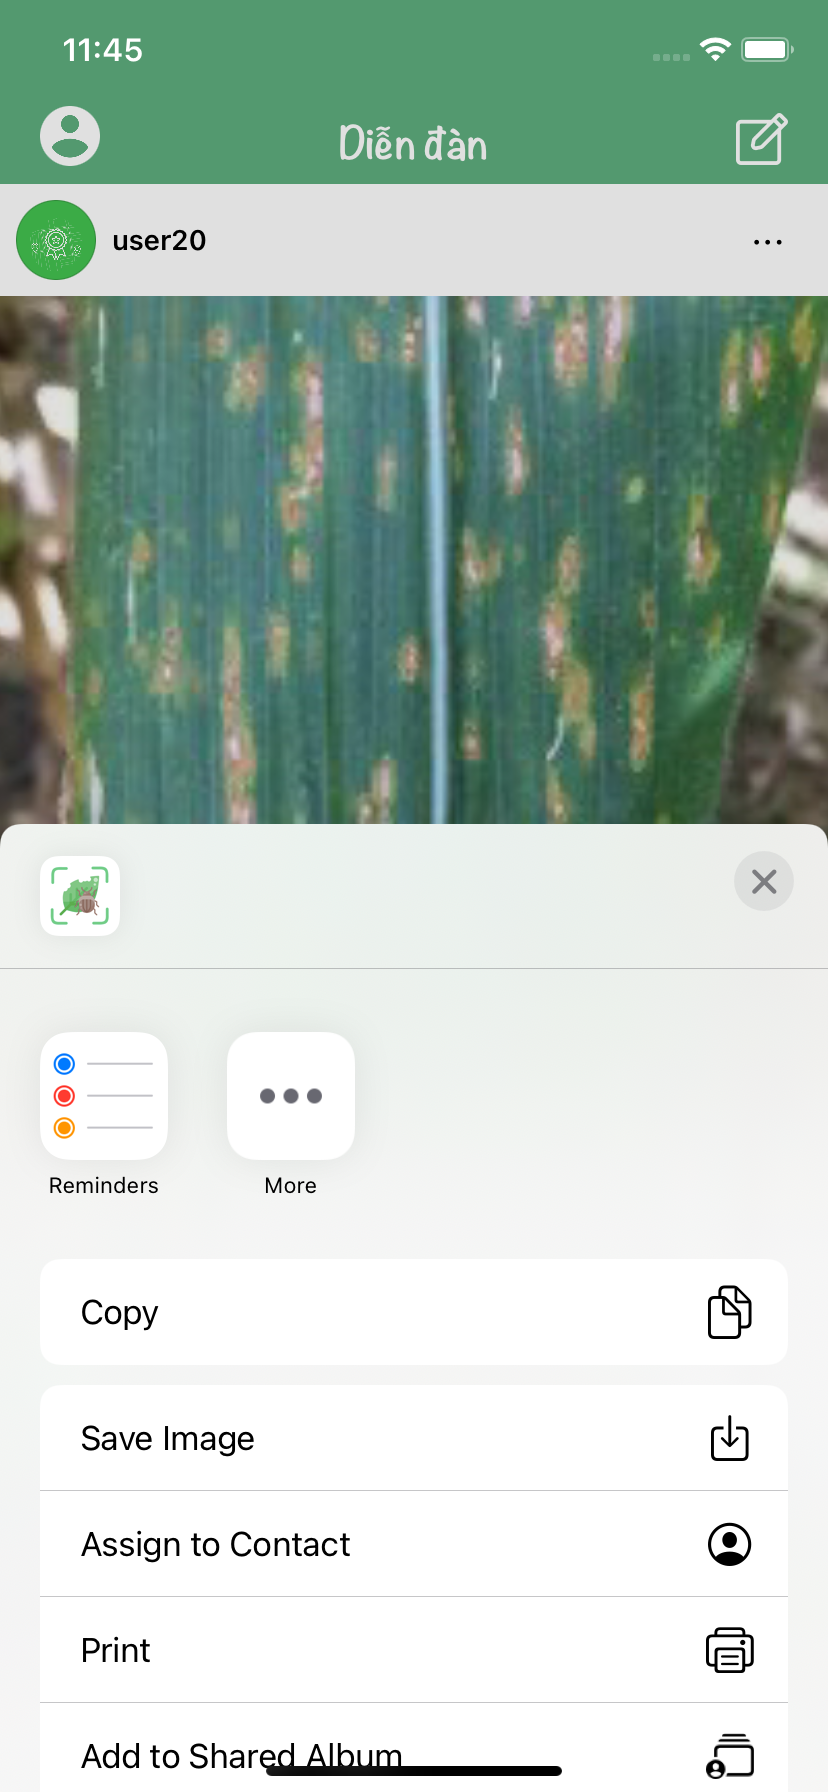 11:45
Diễn đàn
user20
Reminders
More
Copy
Save Image
Assign to Contact
Print
Add to Shared Album